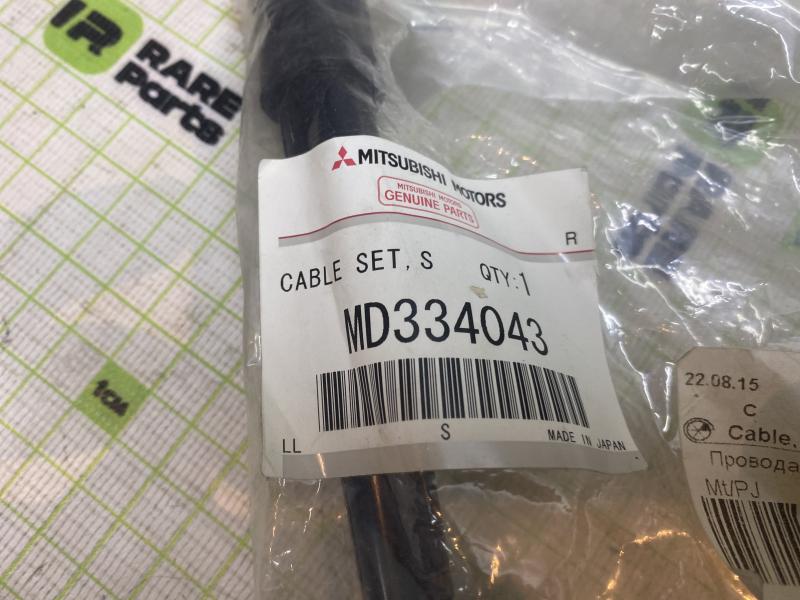 RARE
Parts
MITSUBISHI MOTORS
MITSUBISHI MOTORS
GENUINE PARTS
R
CABLE SET, S QTY:1
MD334043
LL S MADE IN JAPAN
1CM
22.08.15
C
Cable.
Провода
Mt/PJ